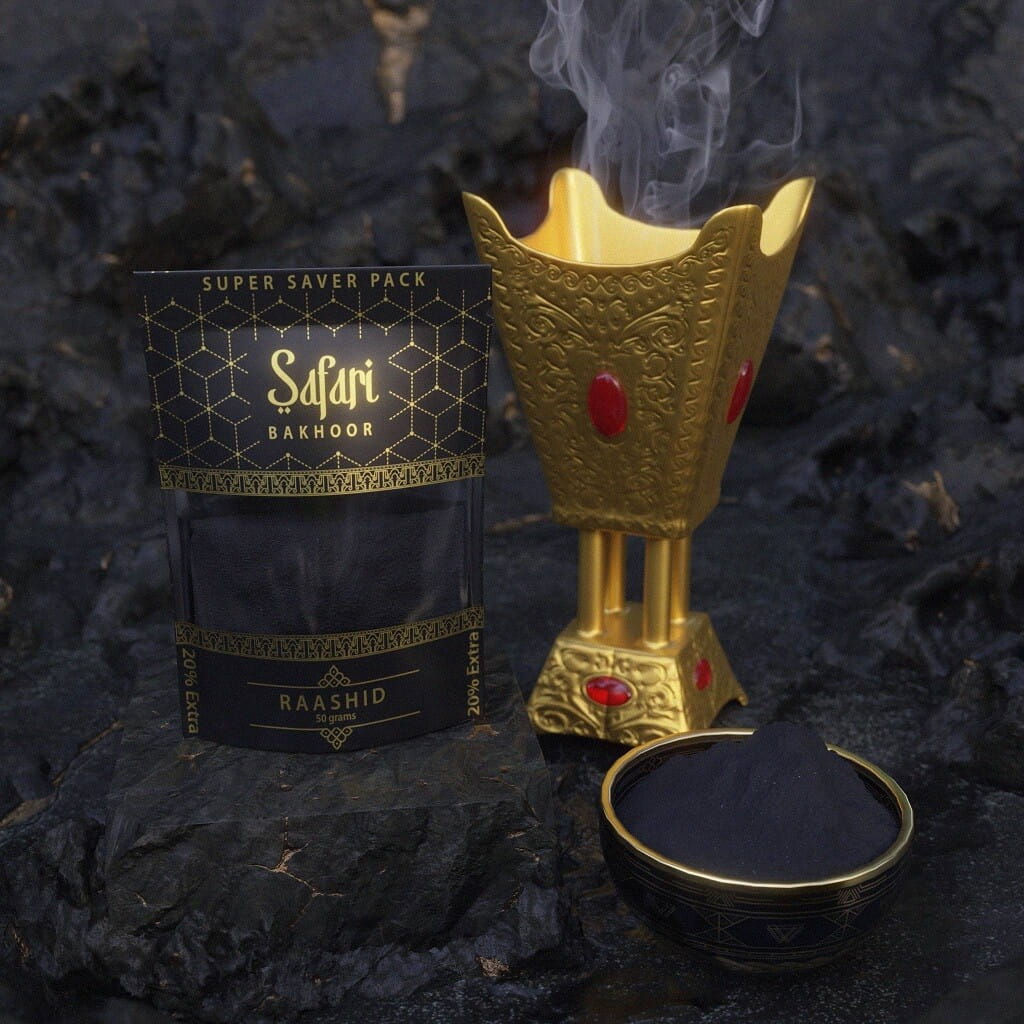 SUPER SAVER PACK
Safari
BAKHOOR
20% Extra
20% Extra
RAASHID
50 grams